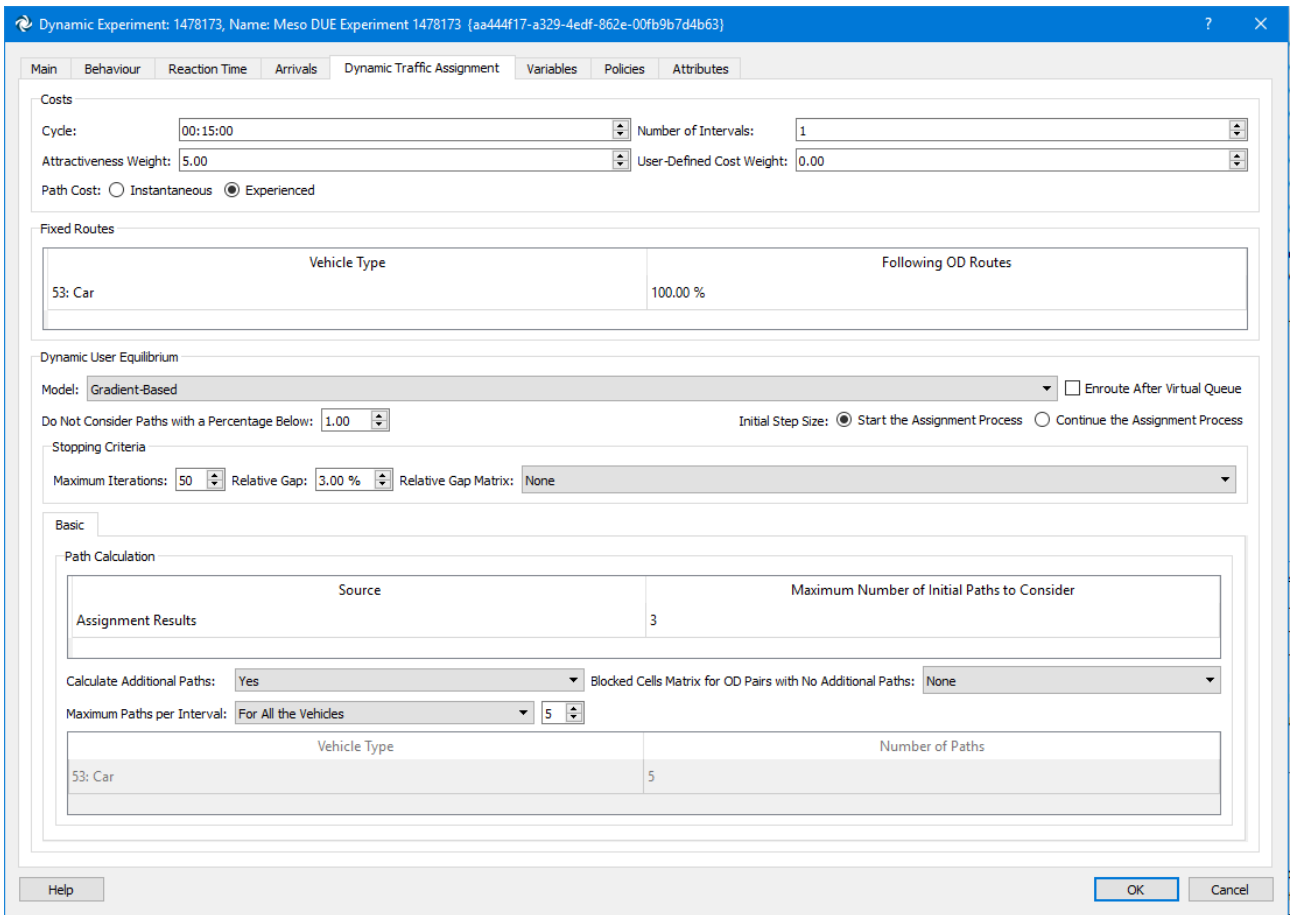 Dynamic Experiment: 1478173, Name: Meso DUE Experiment 1478173 {aa444f17-a329-4edf-862e-00fb9b7d4b63}
Main Behaviour Reaction Time Arrivals Dynamic Traffic Assignment Variables Policies Attributes
Costs
Cycle: 00:15:00 Number of Intervals: 1
Attractiveness Weight: 5.00 User-Defined Cost Weight: 0.00
Path Cost: Instantaneous Experienced
Fixed Routes
Vehicle Type Following OD Routes
53: Car 100.00 %
Dynamic User Equilibrium
Model: Gradient-Based Enroute After Virtual Queue
Do Not Consider Paths with a Percentage Below: 1.00 Initial Step Size: Start the Assignment Process Continue the Assignment Process
Stopping Criteria
Maximum Iterations: 50 Relative Gap: 3.00 % Relative Gap Matrix: None
Basic
Path Calculation
Source Maximum Number of Initial Paths to Consider
Assignment Results 3
Calculate Additional Paths: Yes Blocked Cells Matrix for OD Pairs with No Additional Paths: None
Maximum Paths per Interval: For All the Vehicles 5
Vehicle Type Number of Paths
53: Car 5
Help OK Cancel